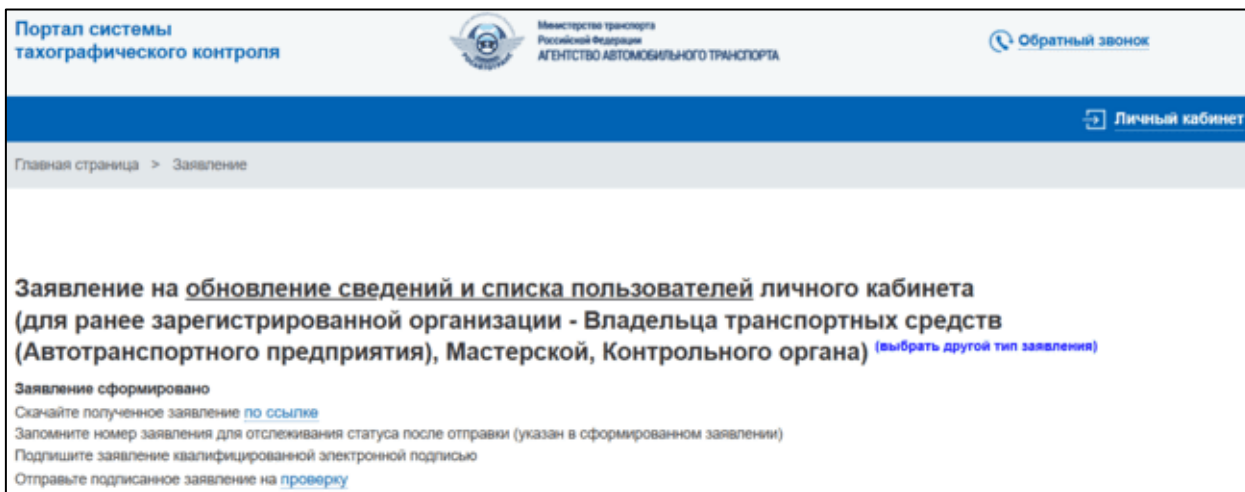 Портал системы
тахографического контроля
Министерство транспорта
Российской Федерации
АГЕНТСТВО АВТОМОБИЛЬНОГО ТРАНСПОРТА
Обратный звонок
Личный кабинет
Главная страница > Заявление
Заявление на обновление сведений и списка пользователей личного кабинета
(для ранее зарегистрированной организации - Владельца транспортных средств
(Автотранспортного предприятия), Мастерской, Контрольного органа) (выбрать другой тип заявления)
Заявление сформировано
Скачайте полученное заявление по ссылке
Запомните номер заявления для отслеживания статуса после отправки (указан в сформированном заявлении)
Подпишите заявление квалифицированной электронной подписью
Отправьте подписанное заявление на проверку